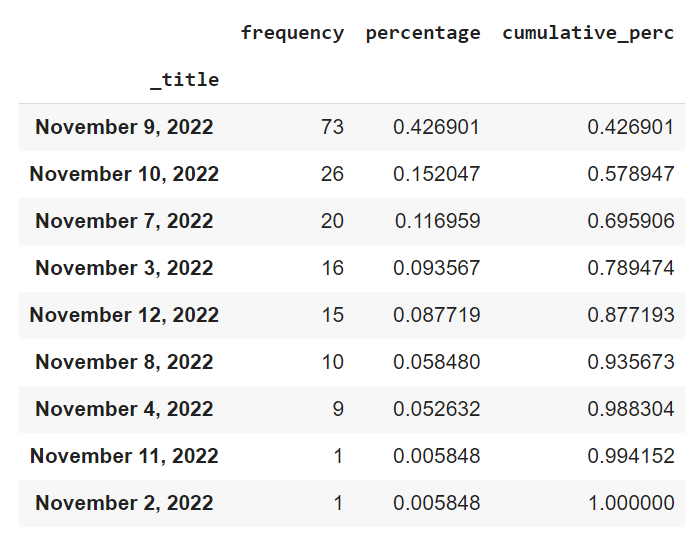 frequency percentage cumulative_perc
_title
November 9, 2022 73 0.426901 0.426901
November 10, 2022 26 0.152047 0.578947
November 7, 2022 20 0.116959 0.695906
November 3, 2022 16 0.093567 0.789474
November 12, 2022 15 0.087719 0.877193
November 8, 2022 10 0.058480 0.935673
November 4, 2022 9 0.052632 0.988304
November 11, 2022 1 0.005848 0.994152
November 2, 2022 1 0.005848 1.000000